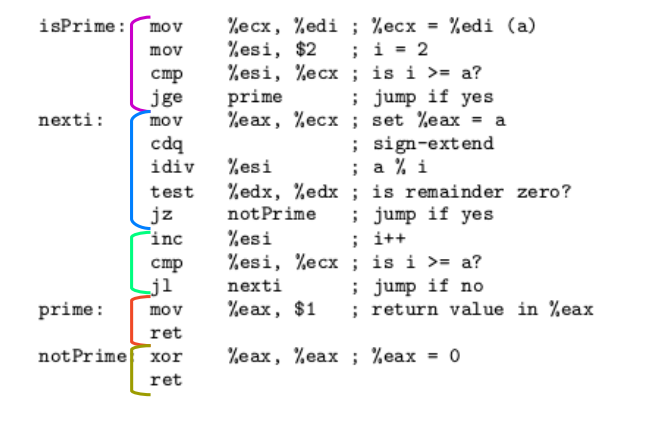 isPrime: mov %ecx, %edi ; %ecx = %edi (a)
mov %esi, $2 ; i = 2
cmp %esi, %ecx ; is i >= a?
jge prime ; jump if yes
nexti: mov %eax, %ecx ; set %eax = a
cdq ; sign-extend
idiv %esi ; a % i
test %edx, %edx ; is remainder zero?
jz notPrime ; jump if yes
inc %esi ; i++
cmp %esi, %ecx ; is i >= a?
jl nexti ; jump if no
prime: mov %eax, $1 ; return value in %eax
ret
notPrime: xor %eax, %eax ; %eax = 0
ret